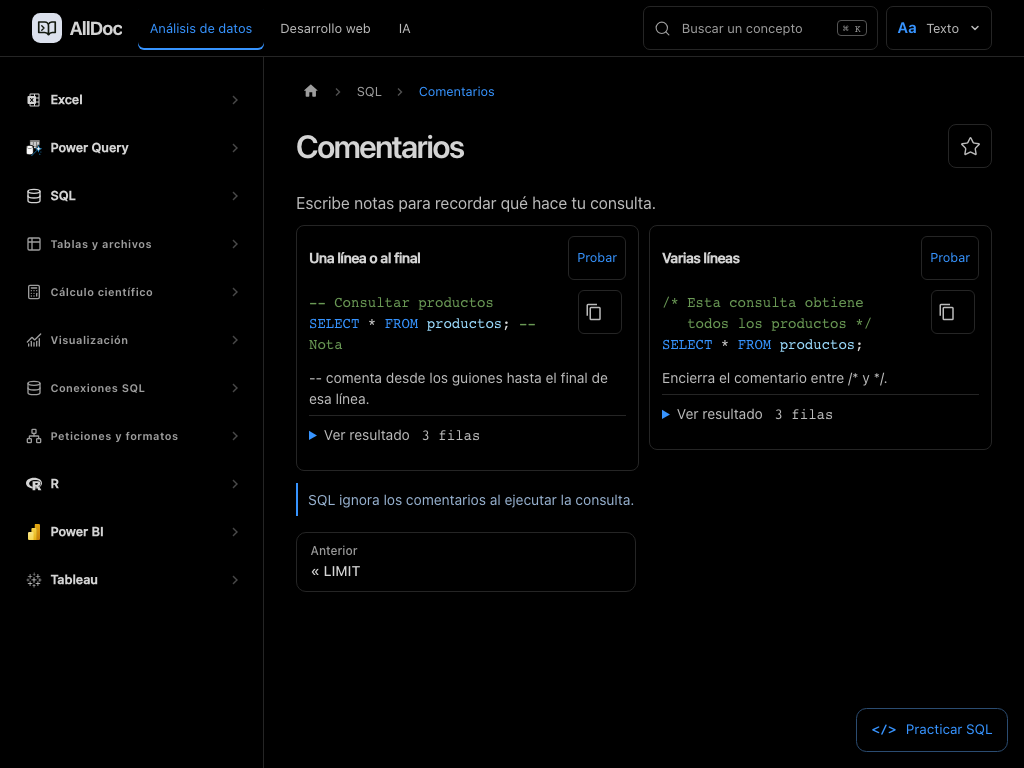 AllDoc
Análisis de datos
Desarrollo web
IA
Buscar un concepto
⌘ K
Aa Texto
Excel
Power Query
SQL
Tablas y archivos
Cálculo científico
Visualización
Conexiones SQL
Peticiones y formatos
R
Power BI
Tableau
SQL
Comentarios
Comentarios
Escribe notas para recordar qué hace tu consulta.
Una línea o al final
Probar
-- Consultar productos
SELECT * FROM productos; --
Nota
-- comenta desde los guiones hasta el final de
esa línea.
Ver resultado 3 filas
Varias líneas
Probar
/* Esta consulta obtiene
todos los productos */
SELECT * FROM productos;
Encierra el comentario entre /* y */.
Ver resultado 3 filas
SQL ignora los comentarios al ejecutar la consulta.
Anterior
« LIMIT
</> Practicar SQL